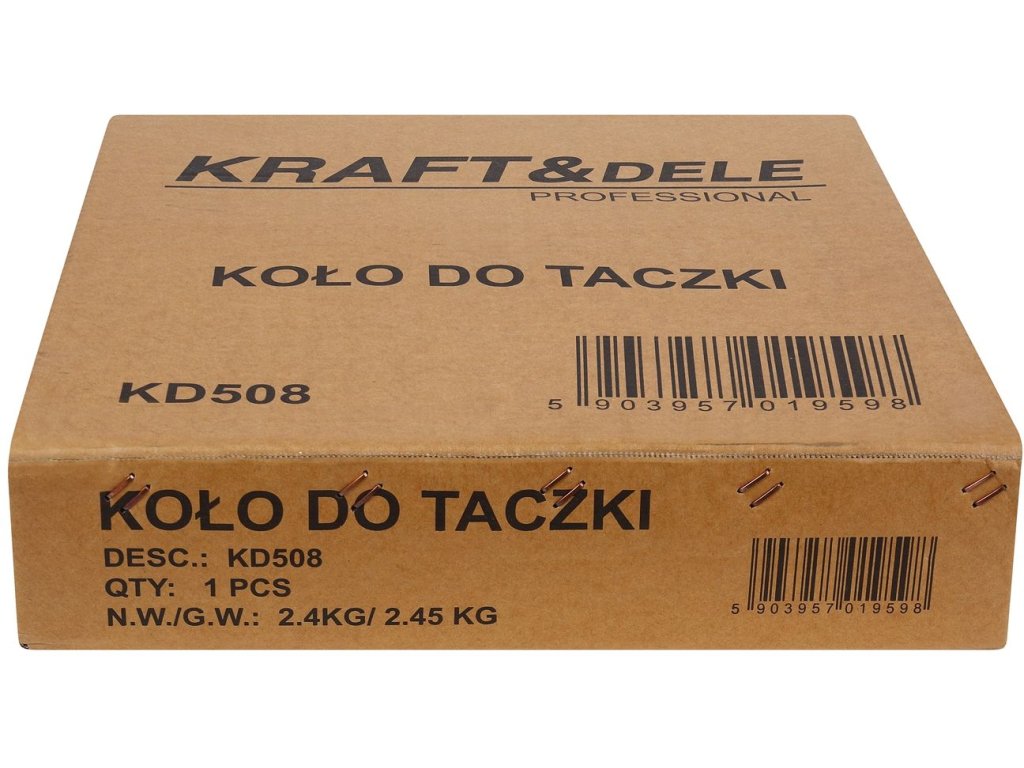 KRAFT&DELE
PROFESSIONAL
KOŁO DO TACZKI
KD508
5 903957 019598
KOŁO DO TACZKI
DESC.: KD508
QTY: 1 PCS
N.W./G.W.: 2.4KG/ 2.45 KG
5 903957 019598